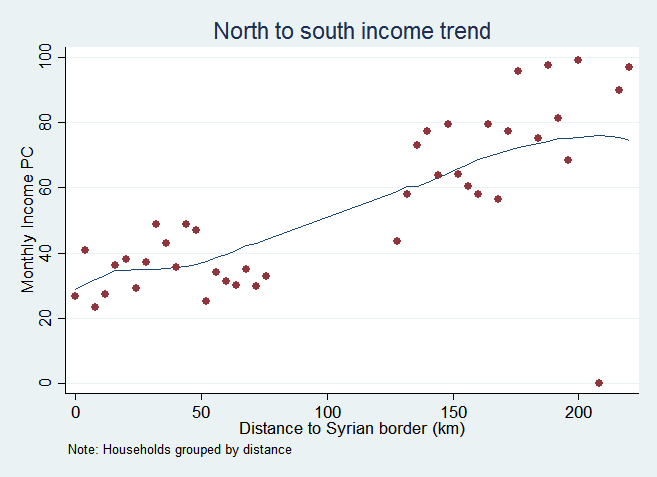 North to south income trend
Monthly Income PC
100
80
60
40
20
0
0 50 100 150 200
Distance to Syrian border (km)
Note: Households grouped by distance